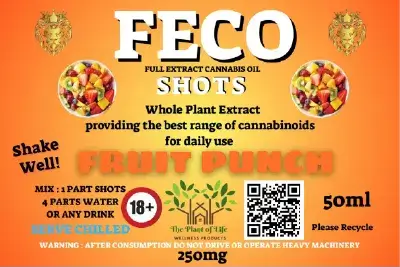 FECO
FULL EXTRACT CANNABIS OIL
SHOTS
Whole Plant Extract
providing the best range of cannabinoids
for daily use
Shake
Well!
FRUIT PUNCH
MIX : 1 PART SHOTS
4 PARTS WATER
OR ANY DRINK
SERVE CHILLED
18+
The Plant of Life
WELLNESS PRODUCTS
50ml
Please Recycle
WARNING : AFTER CONSUMPTION DO NOT DRIVE OR OPERATE HEAVY MACHINERY
250mg